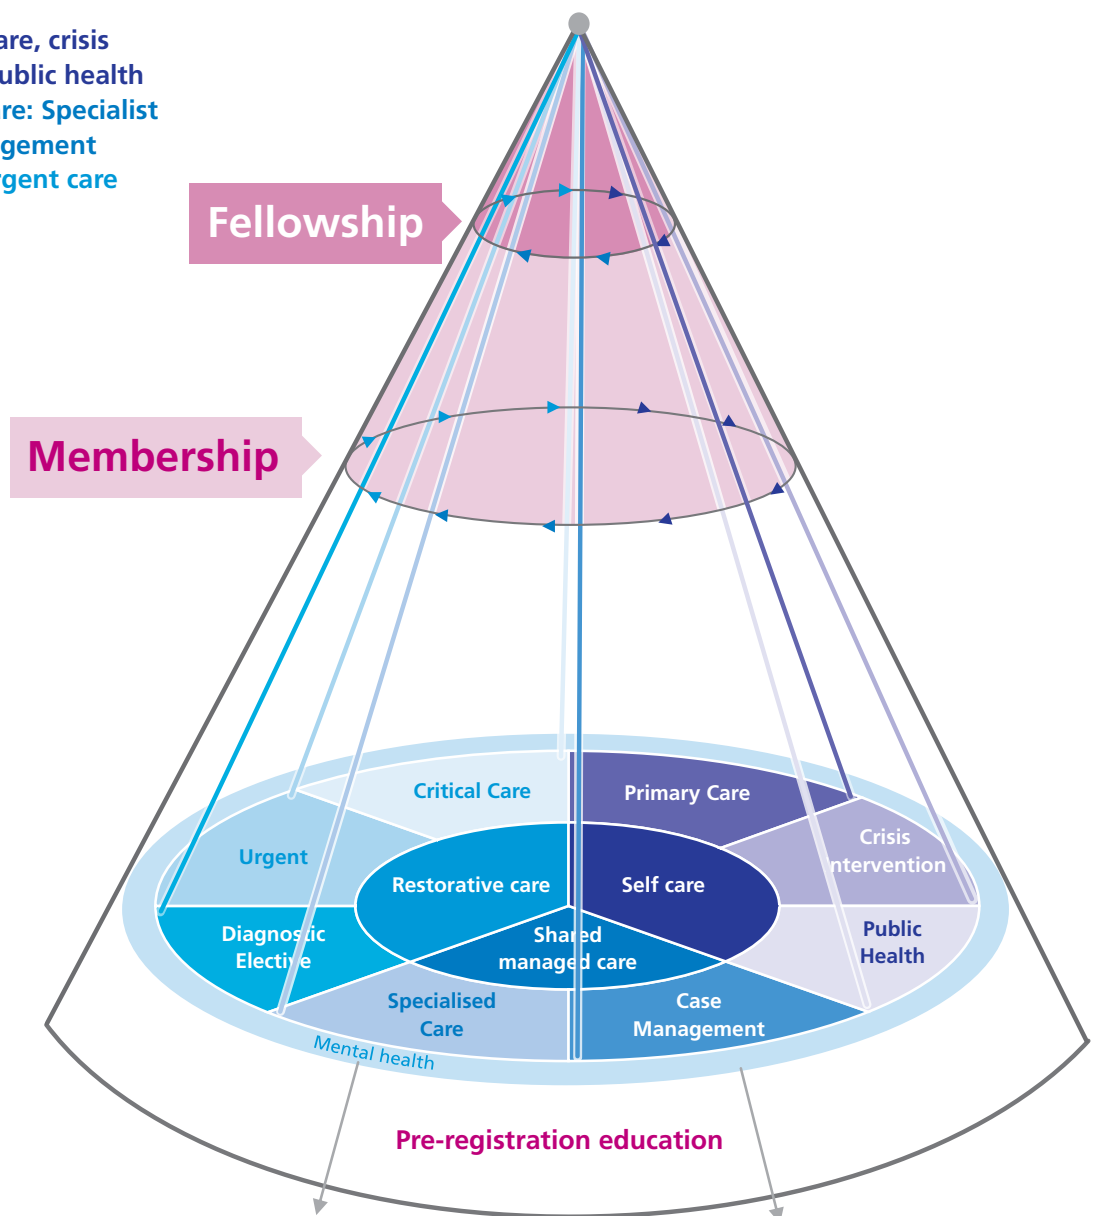 are, crisis
ublic health
re: Specialist
gement
rgent care
Fellowship
Membership
Critical Care
Primary Care
Urgent
Crisis
ntervention
Restorative care
Self care
Diagnostic
Elective
Shared
managed care
Public
Health
Specialised
Care
Case
Management
Mental health
Pre-registration education